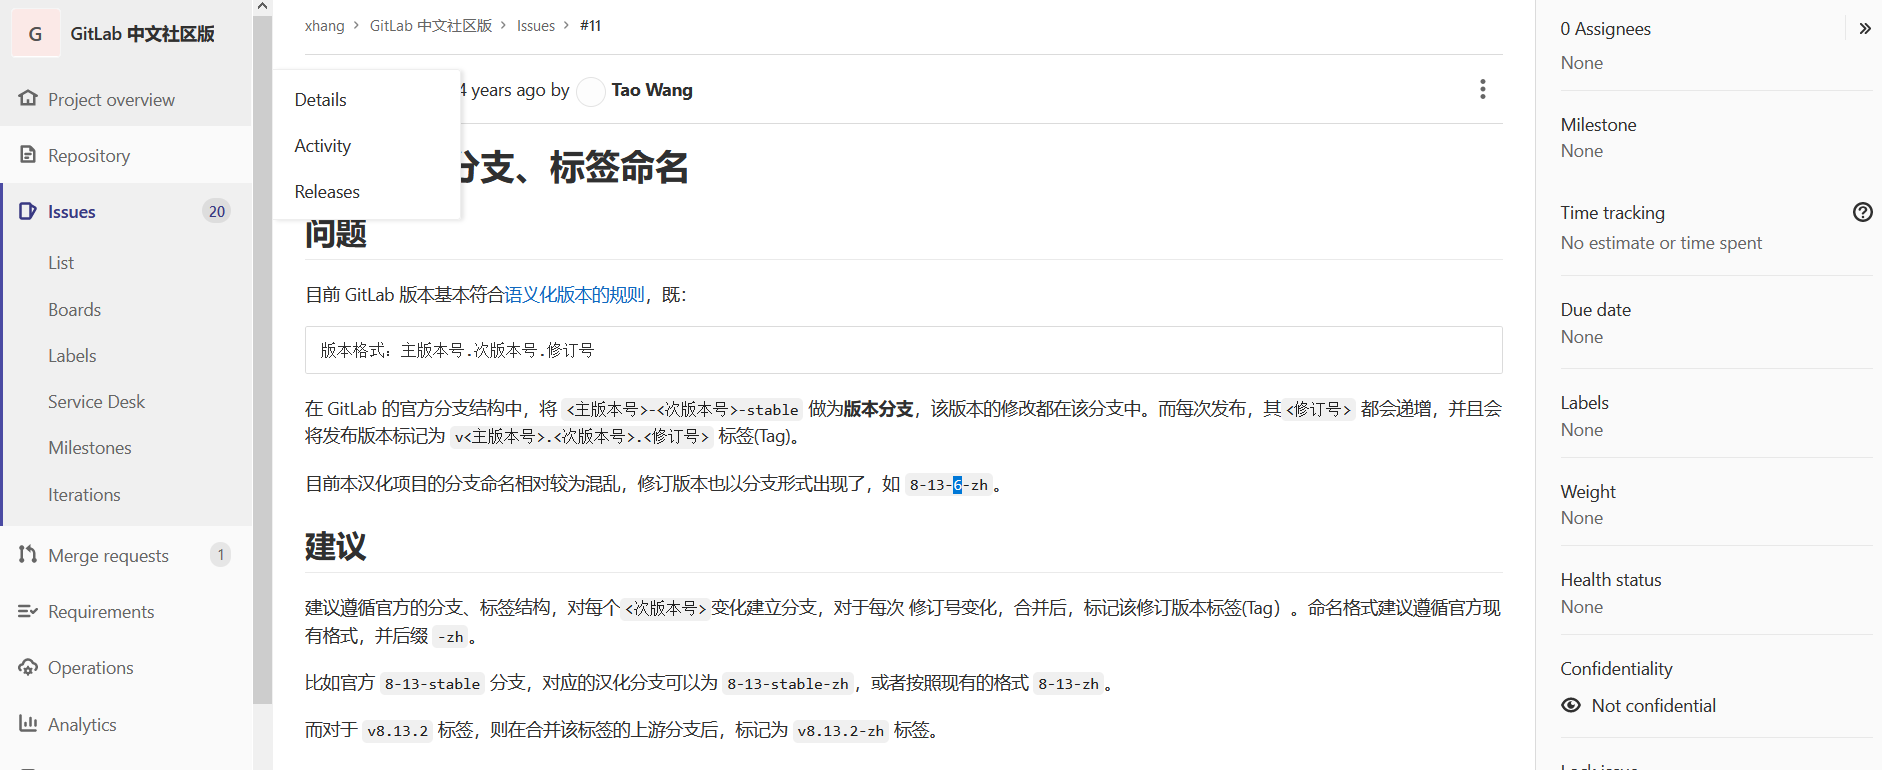 G GitLab 中文社区版
Project overview
Repository
Issues 20
List
Boards
Labels
Service Desk
Milestones
Iterations
Merge requests 1
Requirements
Operations
Analytics
Details
Activity
Releases
xhang > GitLab 中文社区版 > Issues > #11
4 years ago by Tao Wang
分支、标签命名
问题
目前 GitLab 版本基本符合语义化版本的规则，既：
版本格式：主版本号.次版本号.修订号
在 GitLab 的官方分支结构中，将 <主版本号>-<次版本号>-stable 做为版本分支，该版本的修改都在该分支中。而每次发布，其 <修订号> 都会递增，并且会
将发布版本标记为 v<主版本号>.<次版本号>.<修订号> 标签(Tag)。
目前本汉化项目的分支命名相对较为混乱，修订版本也以分支形式出现了，如 8-13-6-zh 。
建议
建议遵循官方的分支、标签结构，对每个 <次版本号> 变化建立分支，对于每次 修订号变化，合并后，标记该修订版本标签(Tag）。命名格式建议遵循官方现
有格式，并后缀 -zh 。
比如官方 8-13-stable 分支，对应的汉化分支可以为 8-13-stable-zh ，或者按照现有的格式 8-13-zh 。
而对于 v8.13.2 标签，则在合并该标签的上游分支后，标记为 v8.13.2-zh 标签。
0 Assignees
None
Milestone
None
Time tracking
No estimate or time spent
Due date
None
Labels
None
Weight
None
Health status
None
Confidentiality
Not confidential